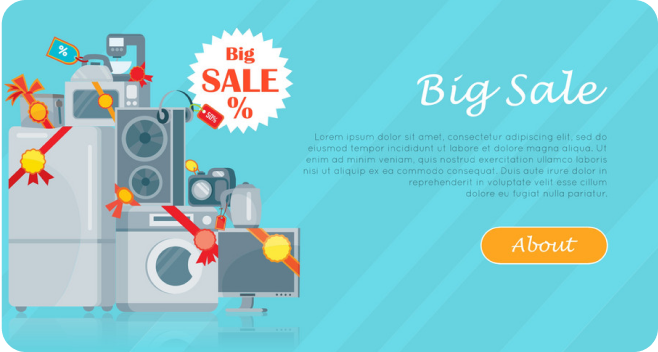 %
Big
SALE
%
50%
Big Sale
Lorem ipsum dolor sit amet, consectetur adipiscing elit, sed do
eiusmod tempor incididunt ut labore et dolore magna aliqua. Ut
enim ad minim veniam, quis nostrud exercitation ullamco laboris
nisi ut aliquip ex ea commodo consequat. Duis aute irure dolor in
reprehenderit in voluptate velit esse cillum
dolore eu fugiat nulla pariatur.
About